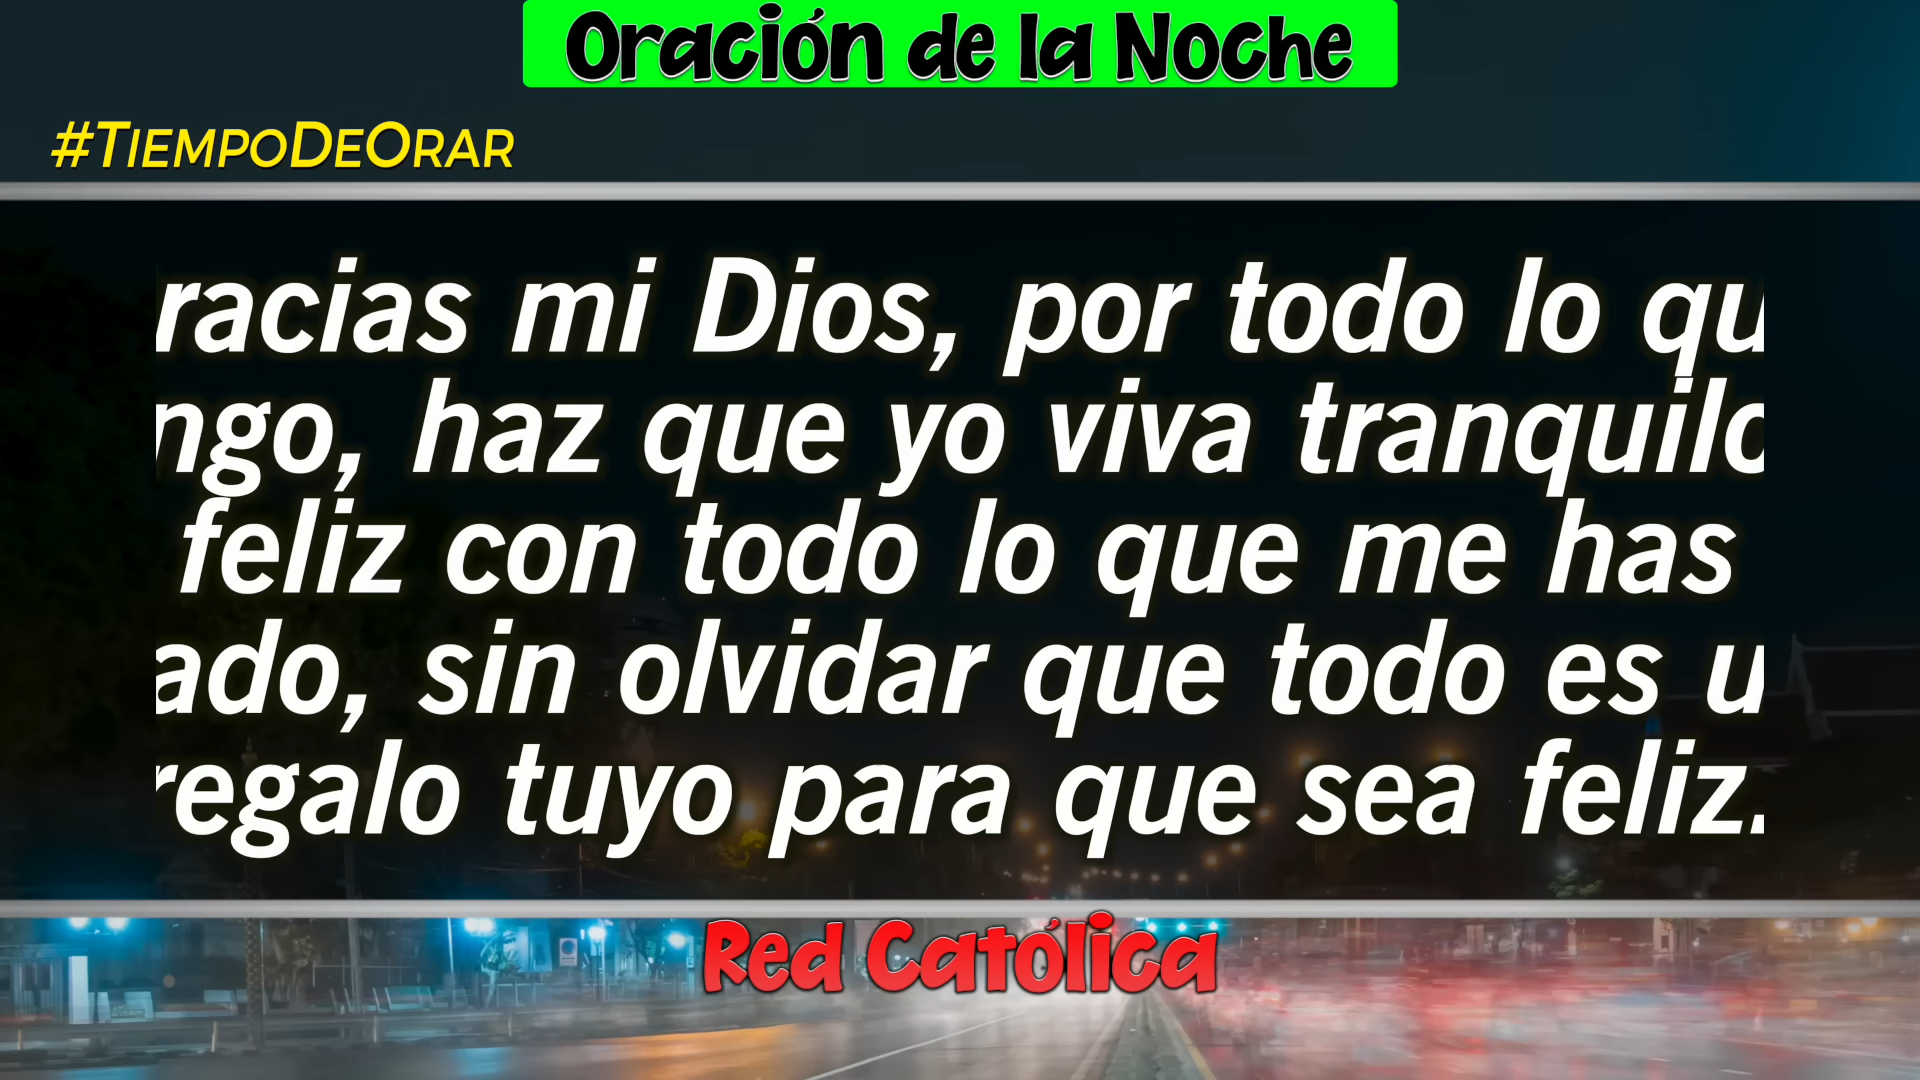 Oración de la Noche
#TIEMPODEORAR
racias mi Dios, por todo lo qu
ngo, haz que yo viva tranquilo
feliz con todo lo que me has
ado, sin olvidar que todo es u
regalo tuyo para que sea feliz.
Red Católica